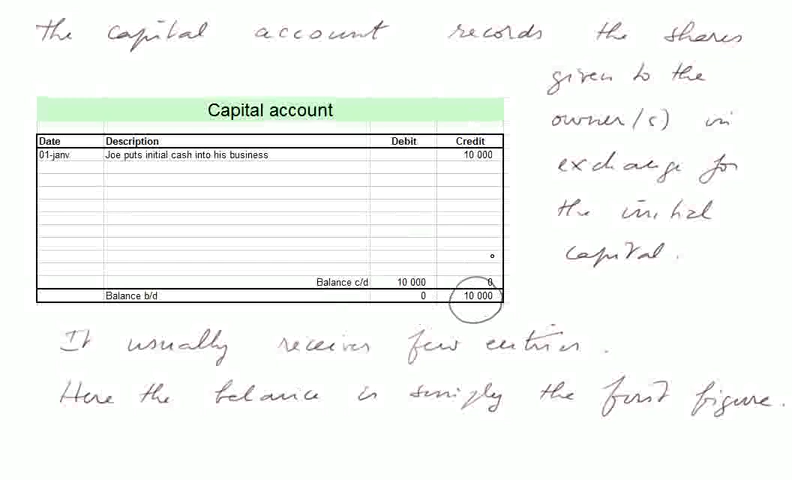 The capital account records the shares
given to the
owner/(s) in
exchange for
the initial
capital.
Capital account
Date Description Debit Credit
01-janv Joe puts initial cash into his business 10 000
Balance c/d 10 000 0
Balance b/d 0 10 000
It usually receives few entries.
Here the balance is simply the first figure.